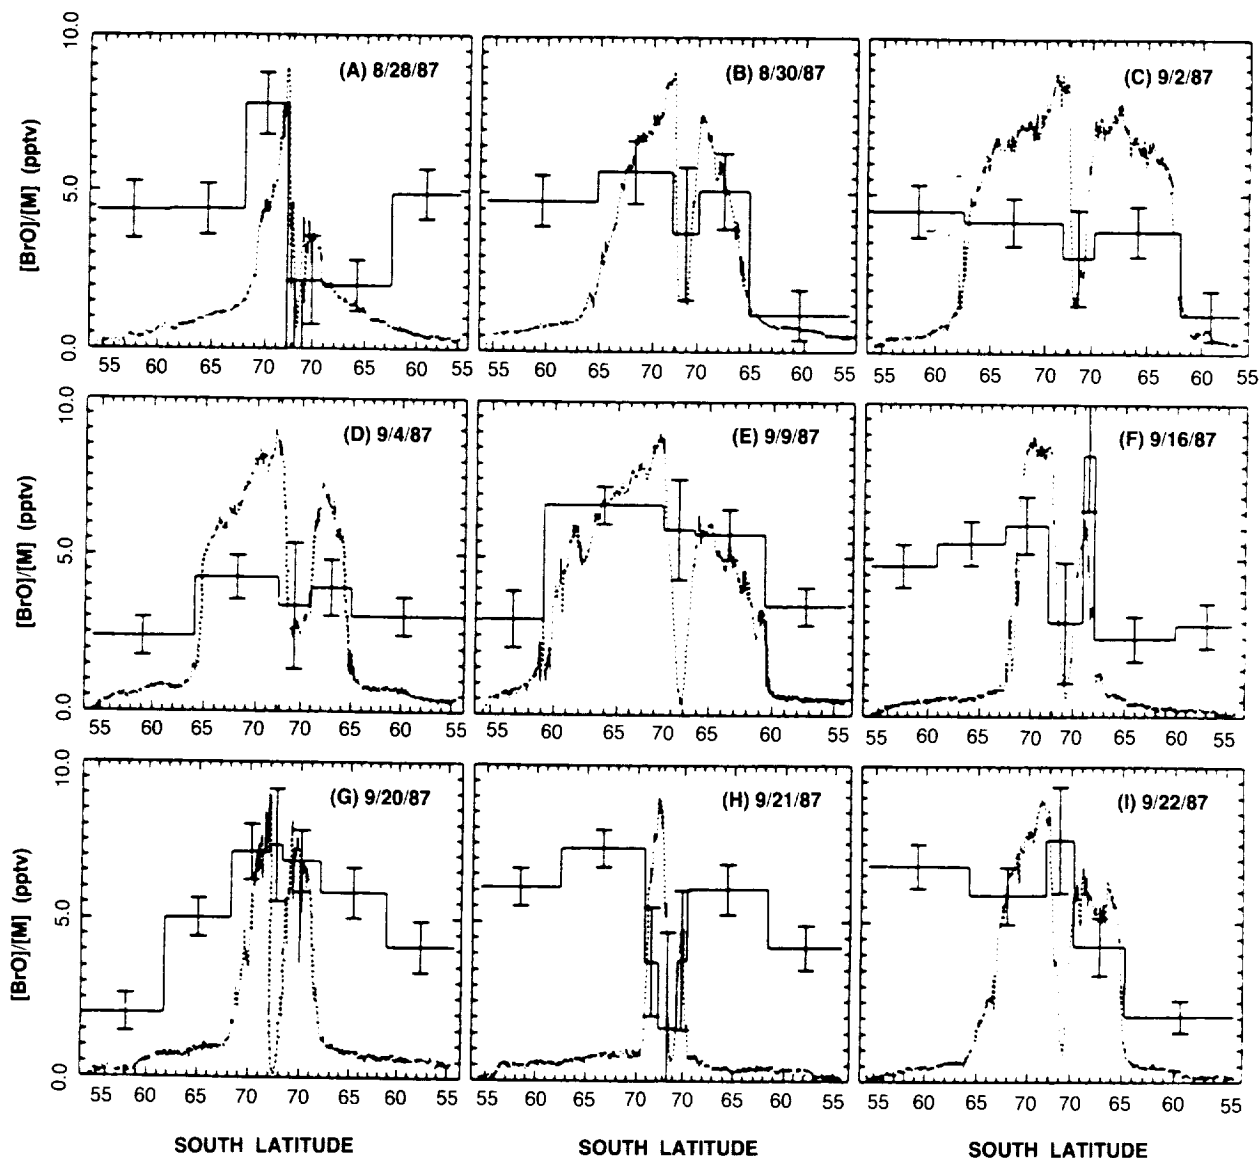 (A) 8/28/87
(B) 8/30/87
(C) 9/2/87
[BrO]/[M] (pptv)
10.0
5.0
0.0
55 60 65 70 70 65 60 55
55 60 65 70 70 65 60 55
55 60 65 70 70 65 60 55
(D) 9/4/87
(E) 9/9/87
(F) 9/16/87
[BrO]/[M] (pptv)
10.0
5.0
0.0
55 60 65 70 70 65 60 55
55 60 65 70 70 65 60 55
55 60 65 70 70 65 60 55
(G) 9/20/87
(H) 9/21/87
(I) 9/22/87
[BrO]/[M] (pptv)
10.0
5.0
0.0
55 60 65 70 70 65 60 55
55 60 65 70 70 65 60 55
55 60 65 70 70 65 60 55
SOUTH LATITUDE
SOUTH LATITUDE
SOUTH LATITUDE